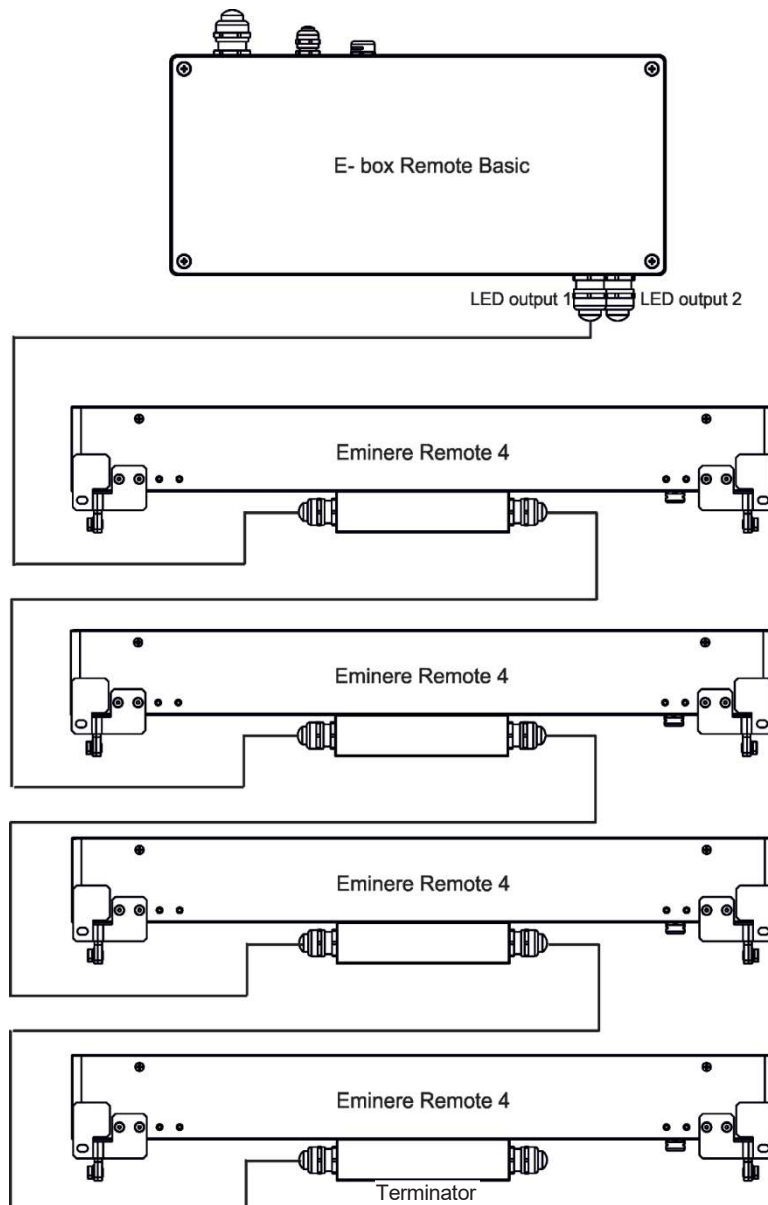 E- box Remote Basic
LED output 1 LED output 2
Eminere Remote 4
Eminere Remote 4
Eminere Remote 4
Eminere Remote 4
Terminator